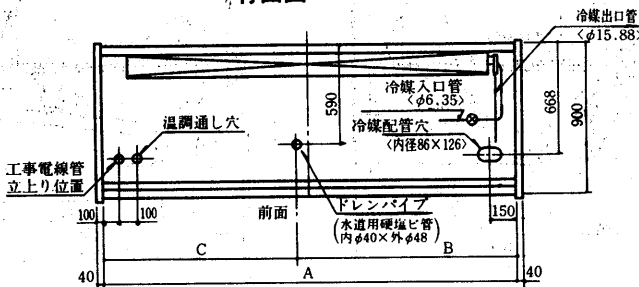 冷媒出口管
<φ15.88>
590
冷媒入口管
<φ6.35>
668
900
温調通し穴
冷媒配管穴
<内径86×126>
工事電線管
立上り位置
100
100
前面
ドレンパイプ
(水道用硬塩ビ管
内φ40×外φ48)
150
C
B
40
A
40